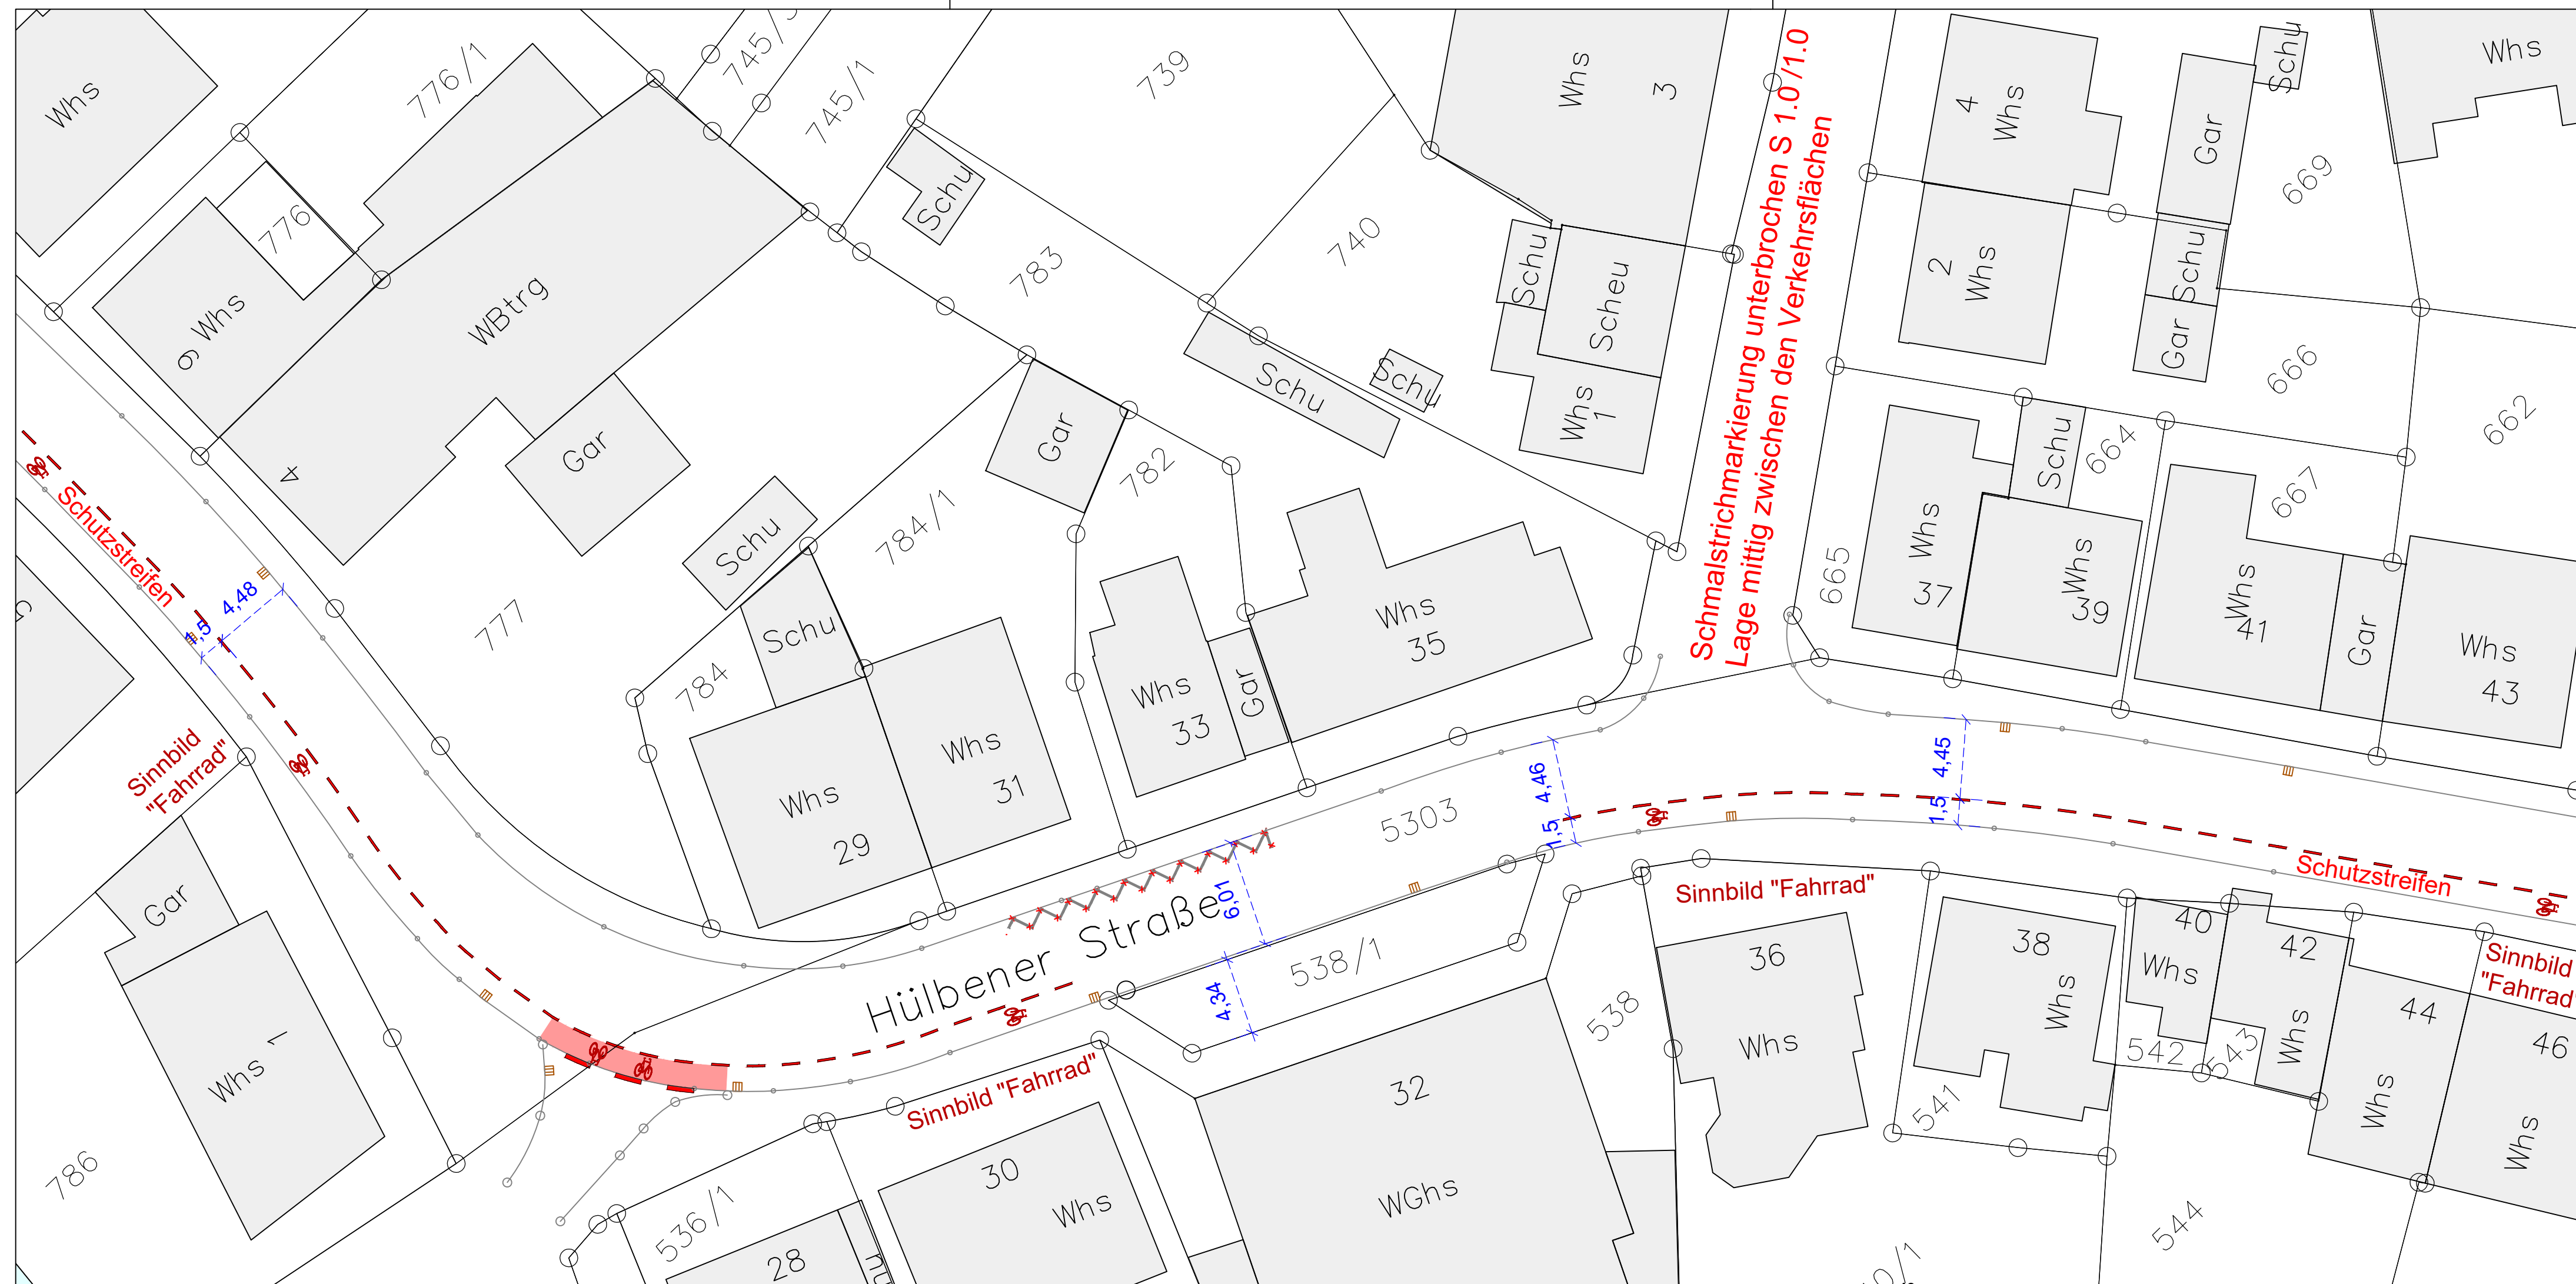 Whs
776/1
745/1
739
Whs
3
4
Whs
Gar
Schu
Whs
669
776
Schu
783
740
Schu
Scheu
2
Whs
Schu
Gar
666
662
6 Whs
WBtrg
4
Gar
Schu
Schu
Whs
1
Schmalstrichmarkierung unterbrochen S 1.0 /1.0
Lage mittig zwischen den Verkehrsflächen
Gar
782
784/1
Schu
Schu
664
667
665
Whs
37
Whs
39
Whs
41
Gar
Whs
43
Schutzstreifen
4,48
1,5
777
784
Schu
Whs
33
Gar
Whs
35
Sinnbild
"Fahrrad"
Whs
29
Whs
31
5303
4,46
1,5
4,45
1,5
Schutzstreifen
Hülbener Straße
6,01
4,34
538/1
Sinnbild "Fahrrad"
Gar
Whs 1
786
Sinnbild "Fahrrad"
538
36
Whs
38
Whs
40
Whs
42
Whs
44
Whs
46
Whs
Sinnbild
"Fahrrad"
541
542
543
544
536/1
28
30
Whs
32
WGhs